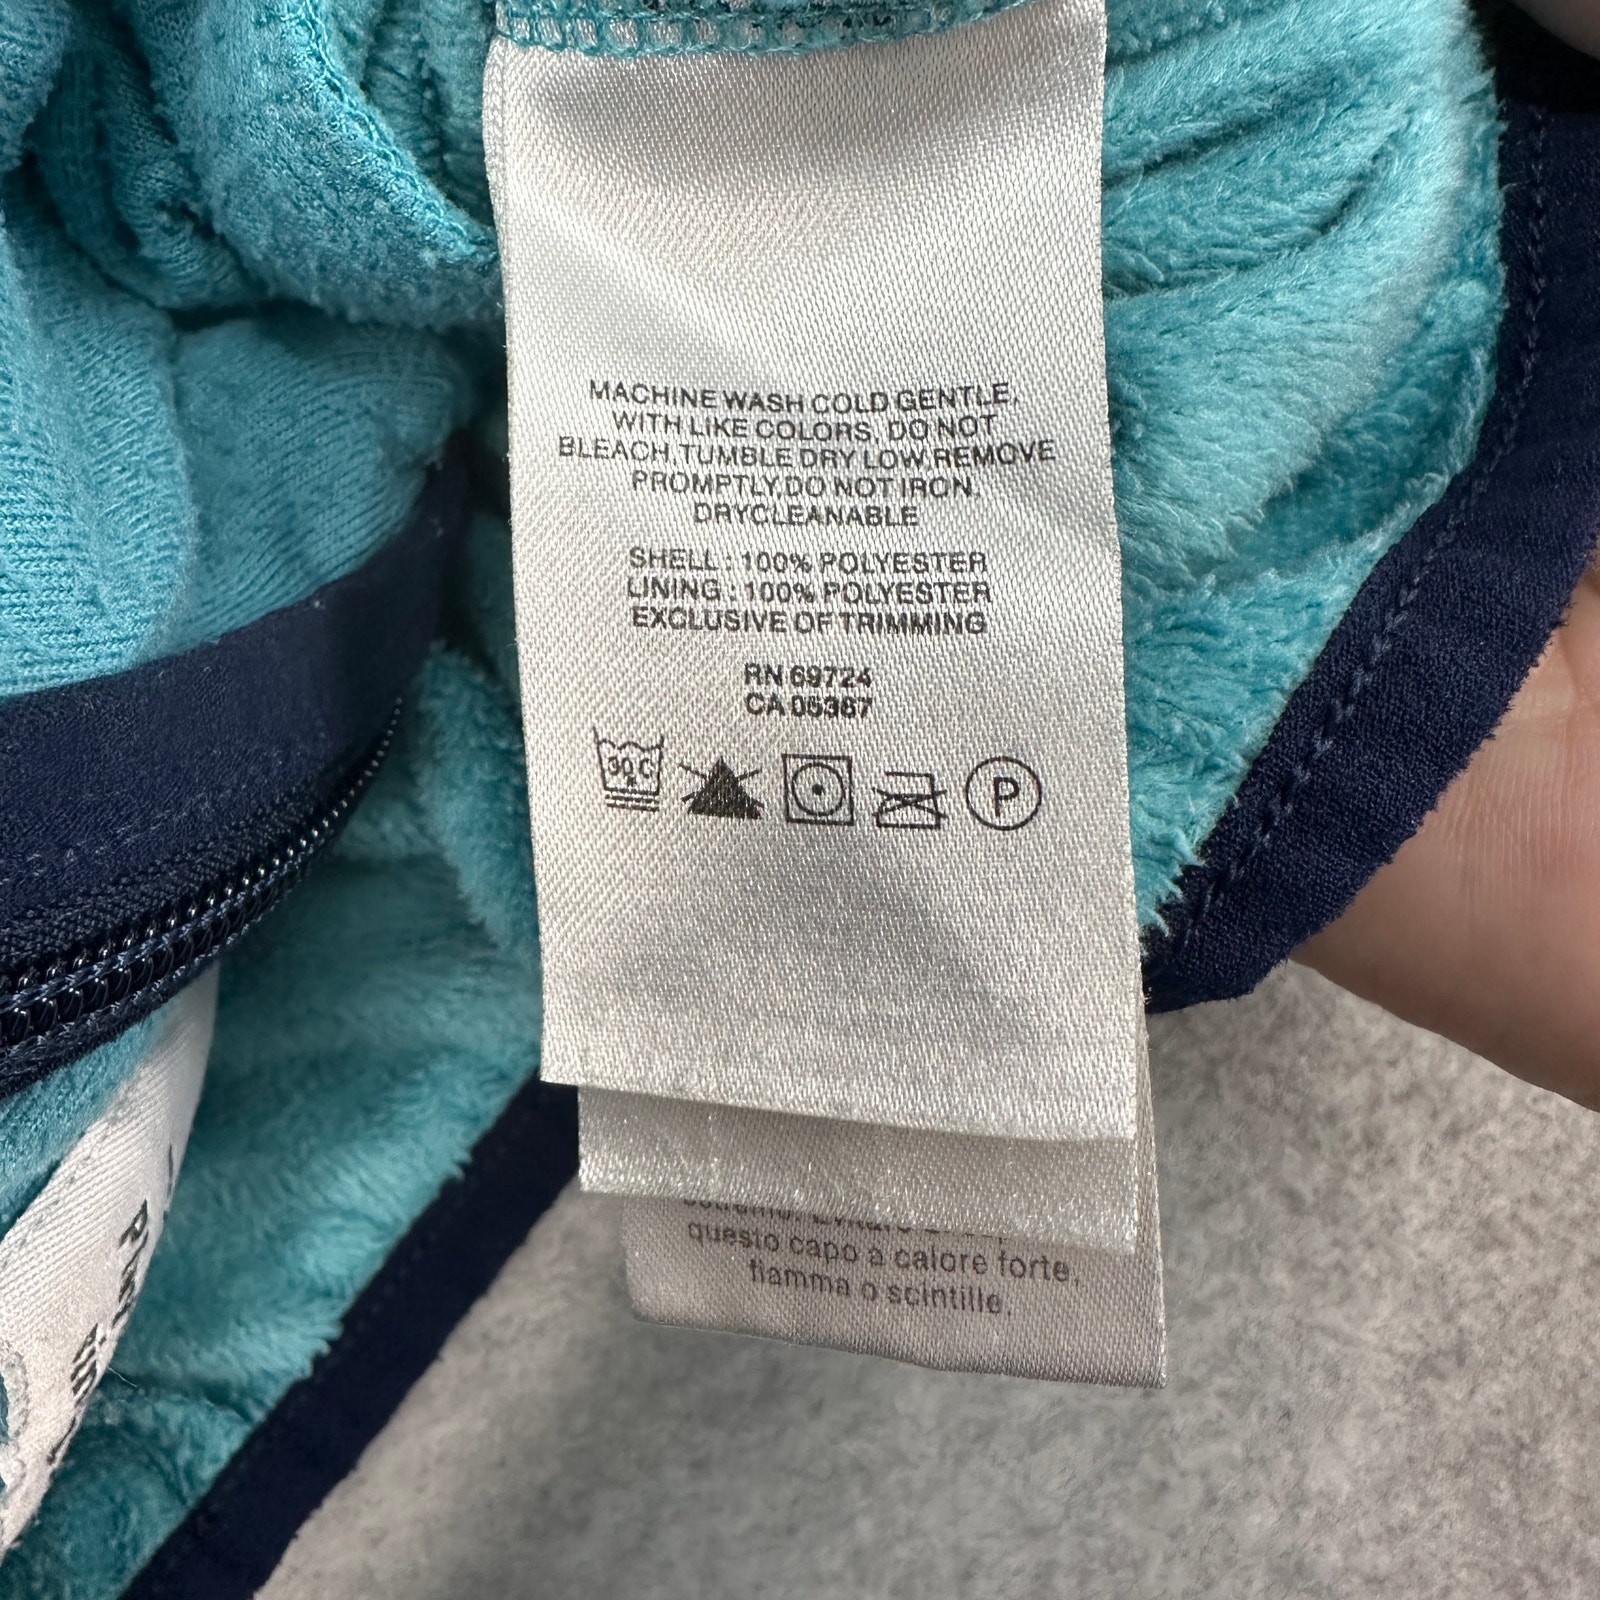 MACHINE WASH COLD GENTLE,
WITH LIKE COLORS, DO NOT
BLEACH,TUMBLE DRY LOW,REMOVE
PROMPTLY,DO NOT IRON,
DRYCLEANABLE
SHELL : 100% POLYESTER
LINING : 100% POLYESTER
EXCLUSIVE OF TRIMMING
RN 69724
CA 05387
30°C
P
questo capo a calore forte,
fiamma o scintille.